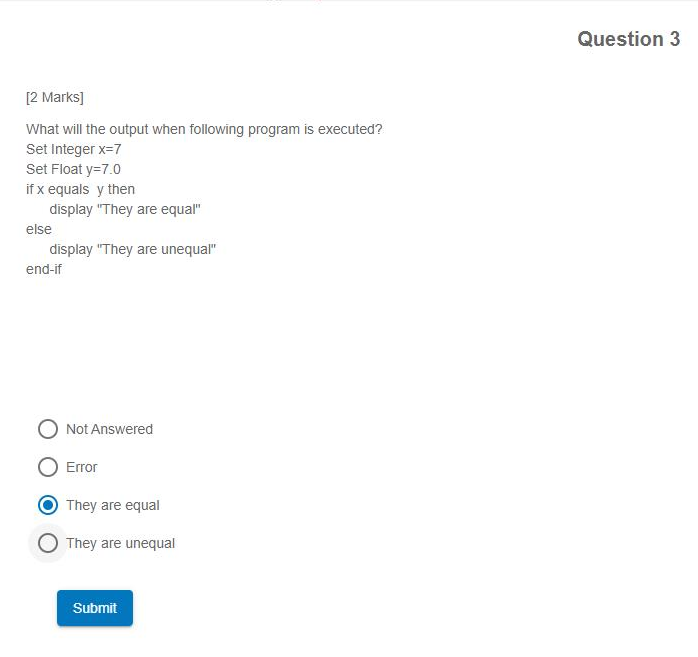 Question 3
[2 Marks]
What will the output when following program is executed?
Set Integer x=7
Set Float y=7.0
if x equals  y then
display "They are equal"
else
display "They are unequal"
end-if
Not Answered
Error
They are equal
They are unequal
Submit